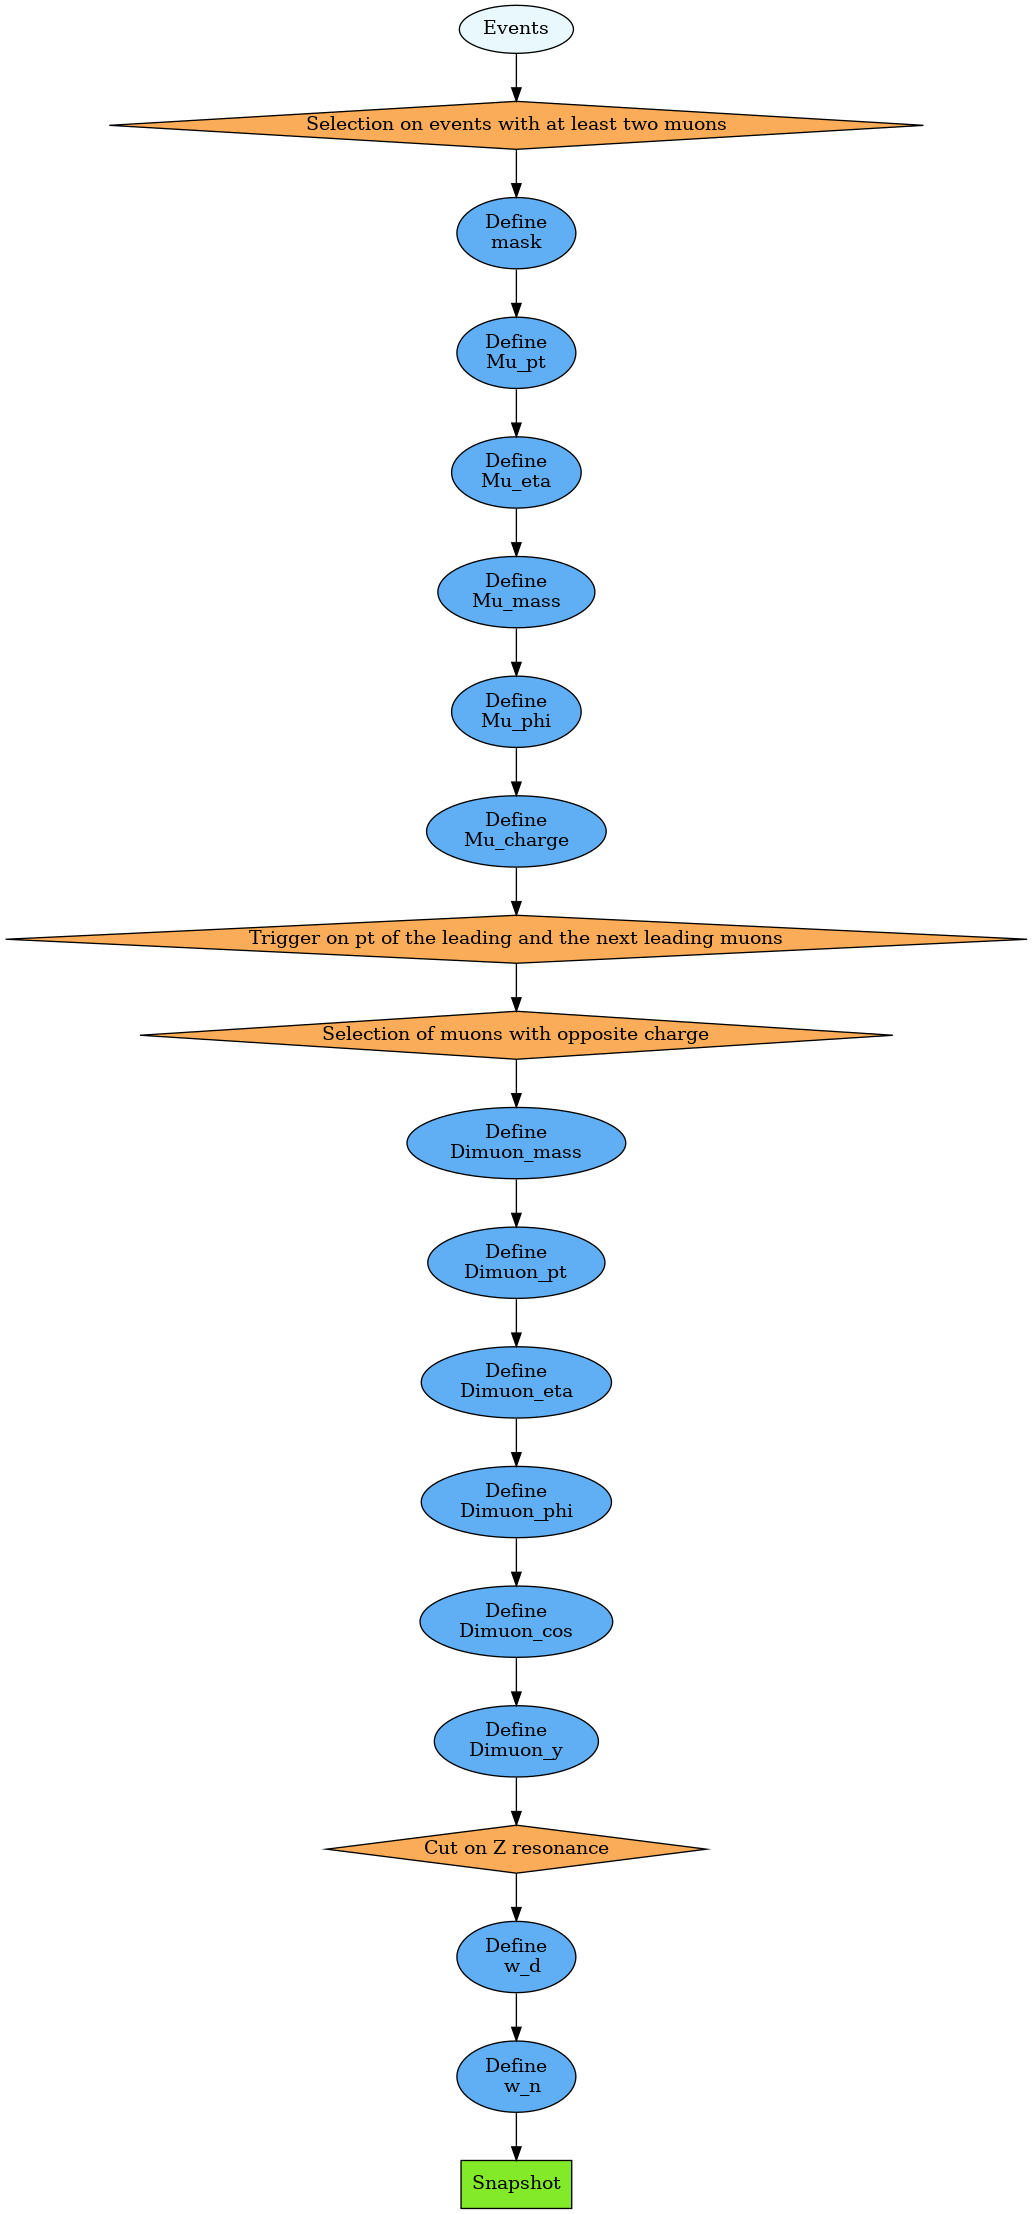 Events
Selection on events with at least two muons
Define
mask
Define
Mu_pt
Define
Mu_eta
Define
Mu_mass
Define
Mu_phi
Define
Mu_charge
Trigger on pt of the leading and the next leading muons
Selection of muons with opposite charge
Define
Dimuon_mass
Define
Dimuon_pt
Define
Dimuon_eta
Define
Dimuon_phi
Define
Dimuon_cos
Define
Dimuon_y
Cut on Z resonance
Define
w_d
Define
w_n
Snapshot